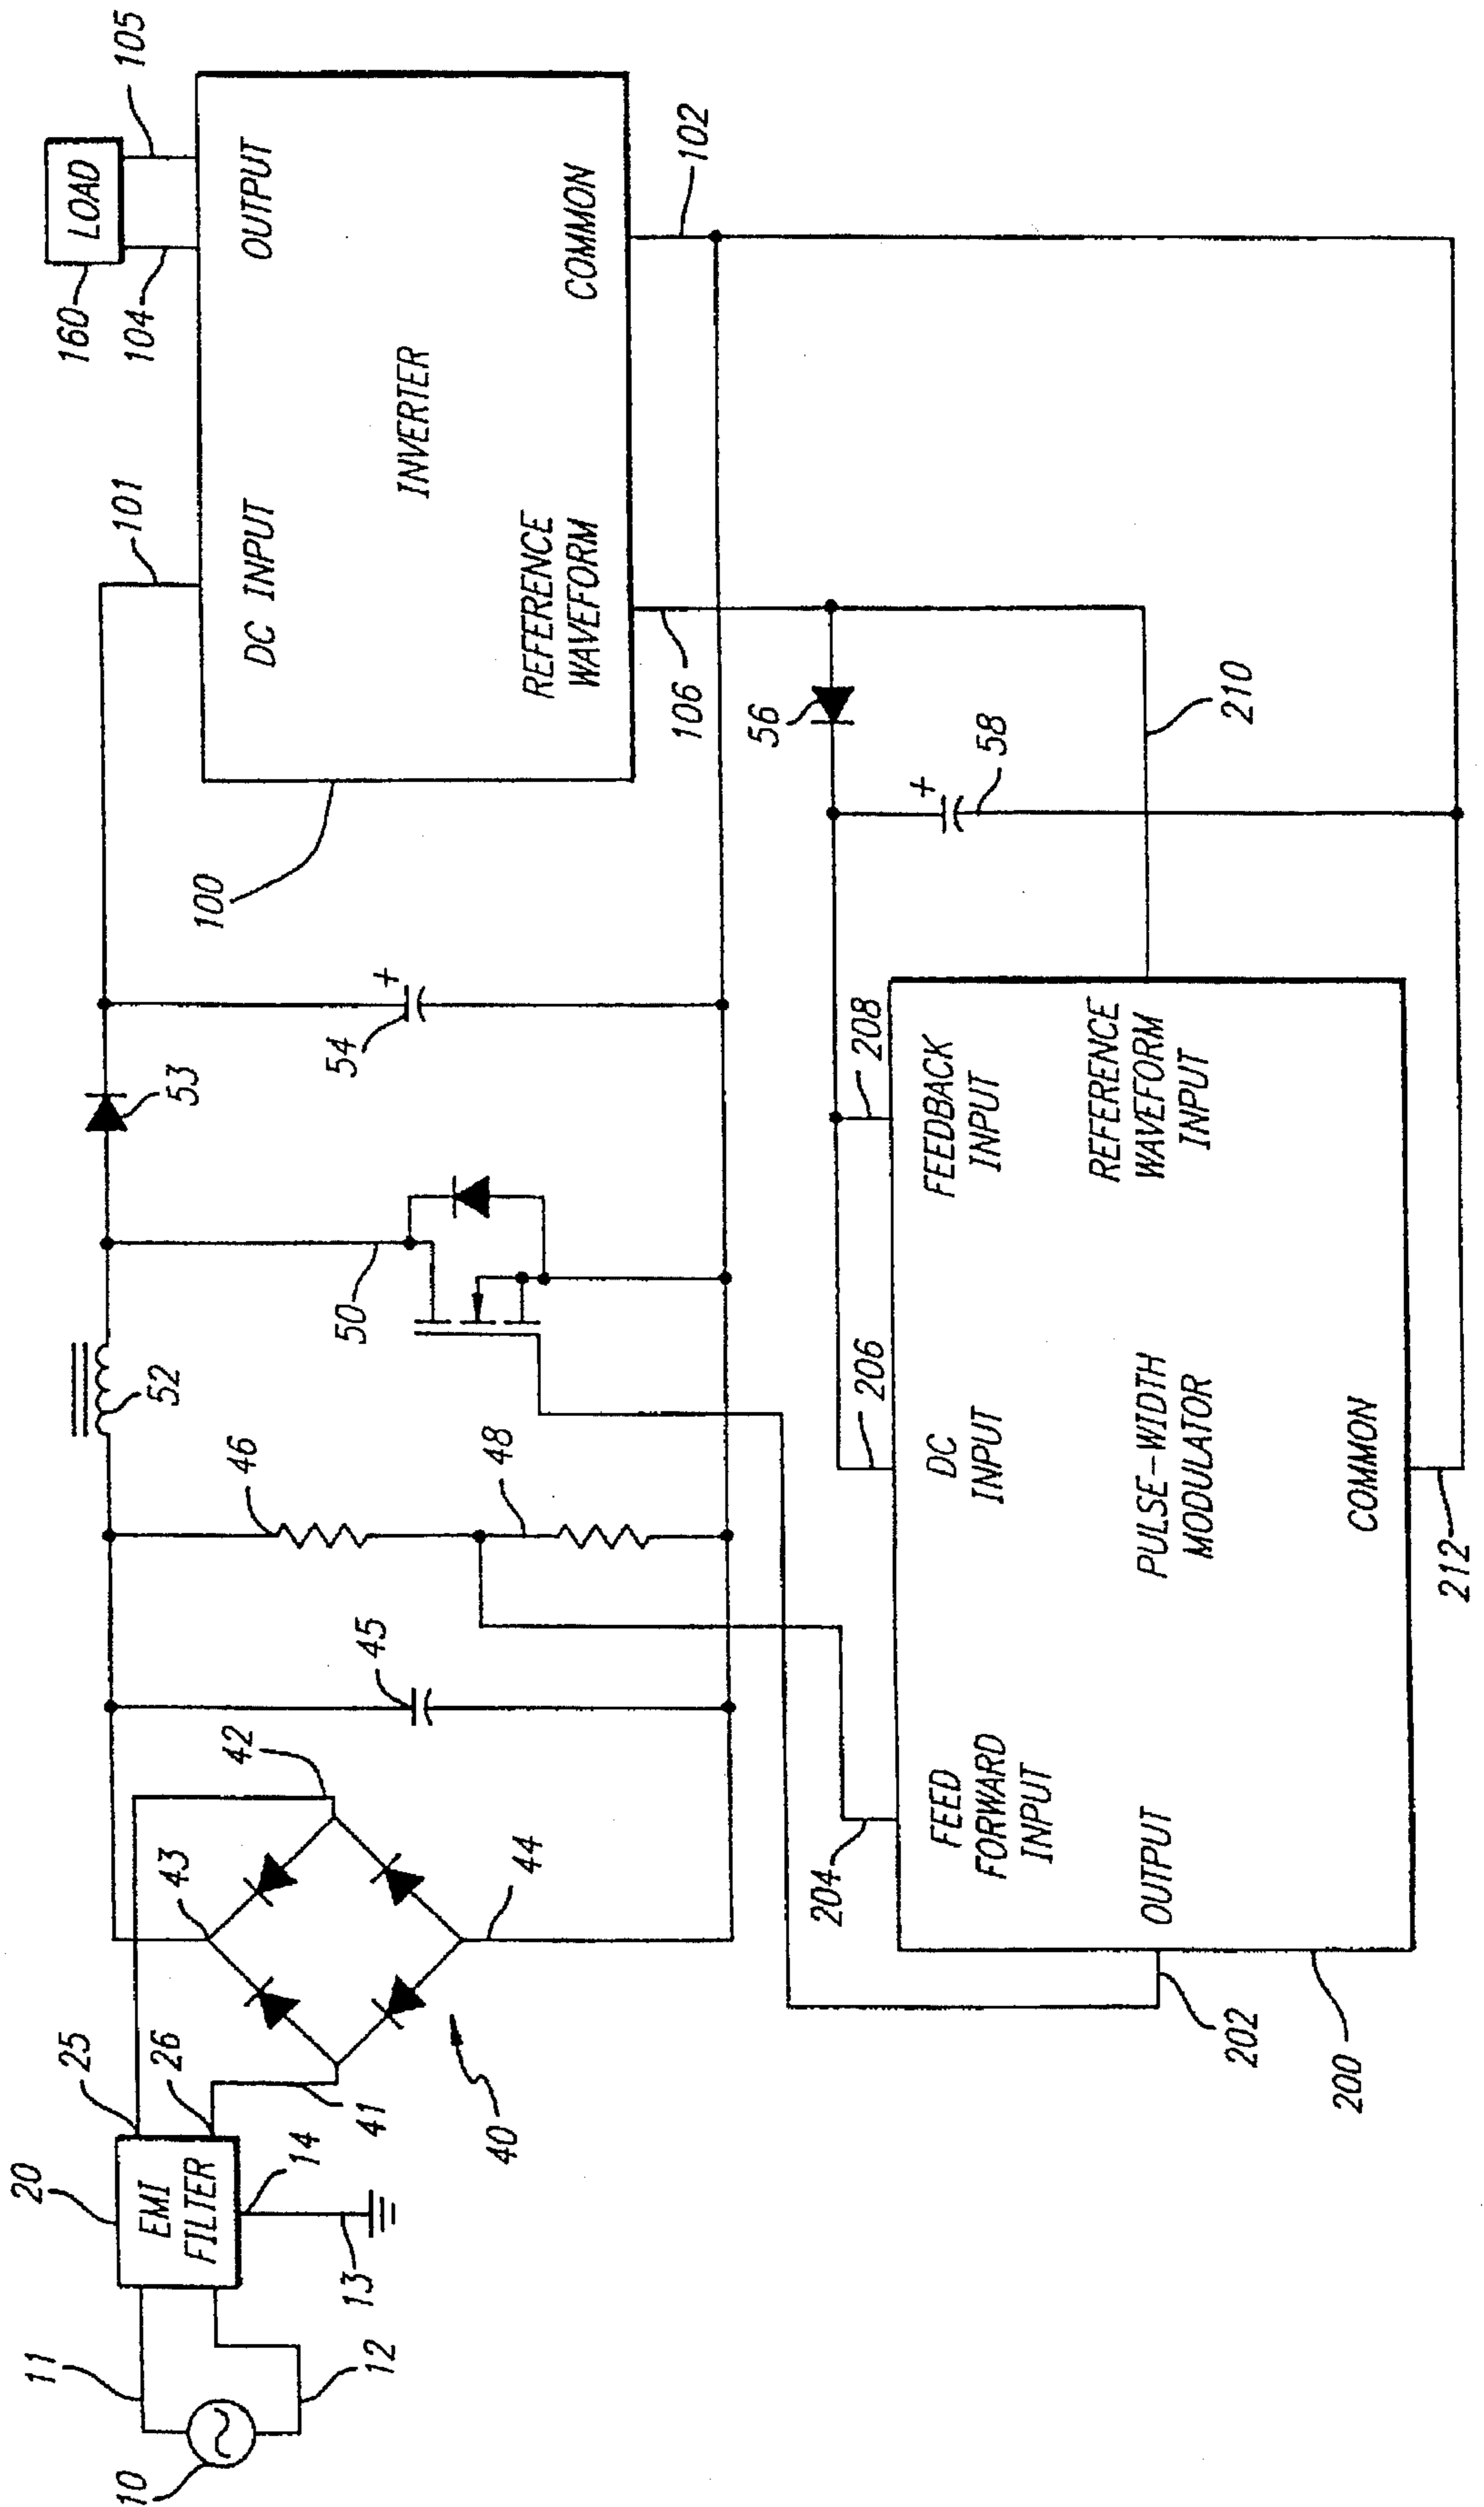 10
11
12
13
14
20
EMI
FILTER
25
26
40
41
42
43
44
45
46
48
50
52
53
54
100
101
DC INPUT
OUTPUT
INVERTER
REFERENCE
WAVEFORM
COMMON
LOAD
160
104
105
102
106
56
58
210
200
202
OUTPUT
204
FEED
FORWARD
INPUT
206
DC
INPUT
208
FEEDBACK
INPUT
REFERENCE
WAVEFORM
INPUT
PULSE-WIDTH
MODULATOR
COMMON
212
+
+